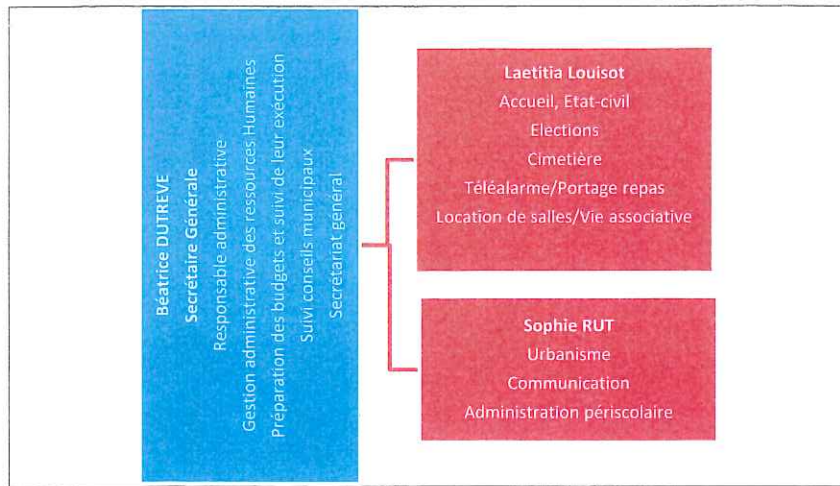 Béatrice DUTREVE
Secrétaire Générale
Responsable administrative
Gestion administrative des ressources Humaines
Préparation des budgets et suivi de leur exécution
Suivi conseils municipaux
Secrétariat général
Laetitia Louisot
Accueil, Etat-civil
Elections
Cimetière
Téléalarme/Portage repas
Location de salles/Vie associative
Sophie RUT
Urbanisme
Communication
Administration périscolaire